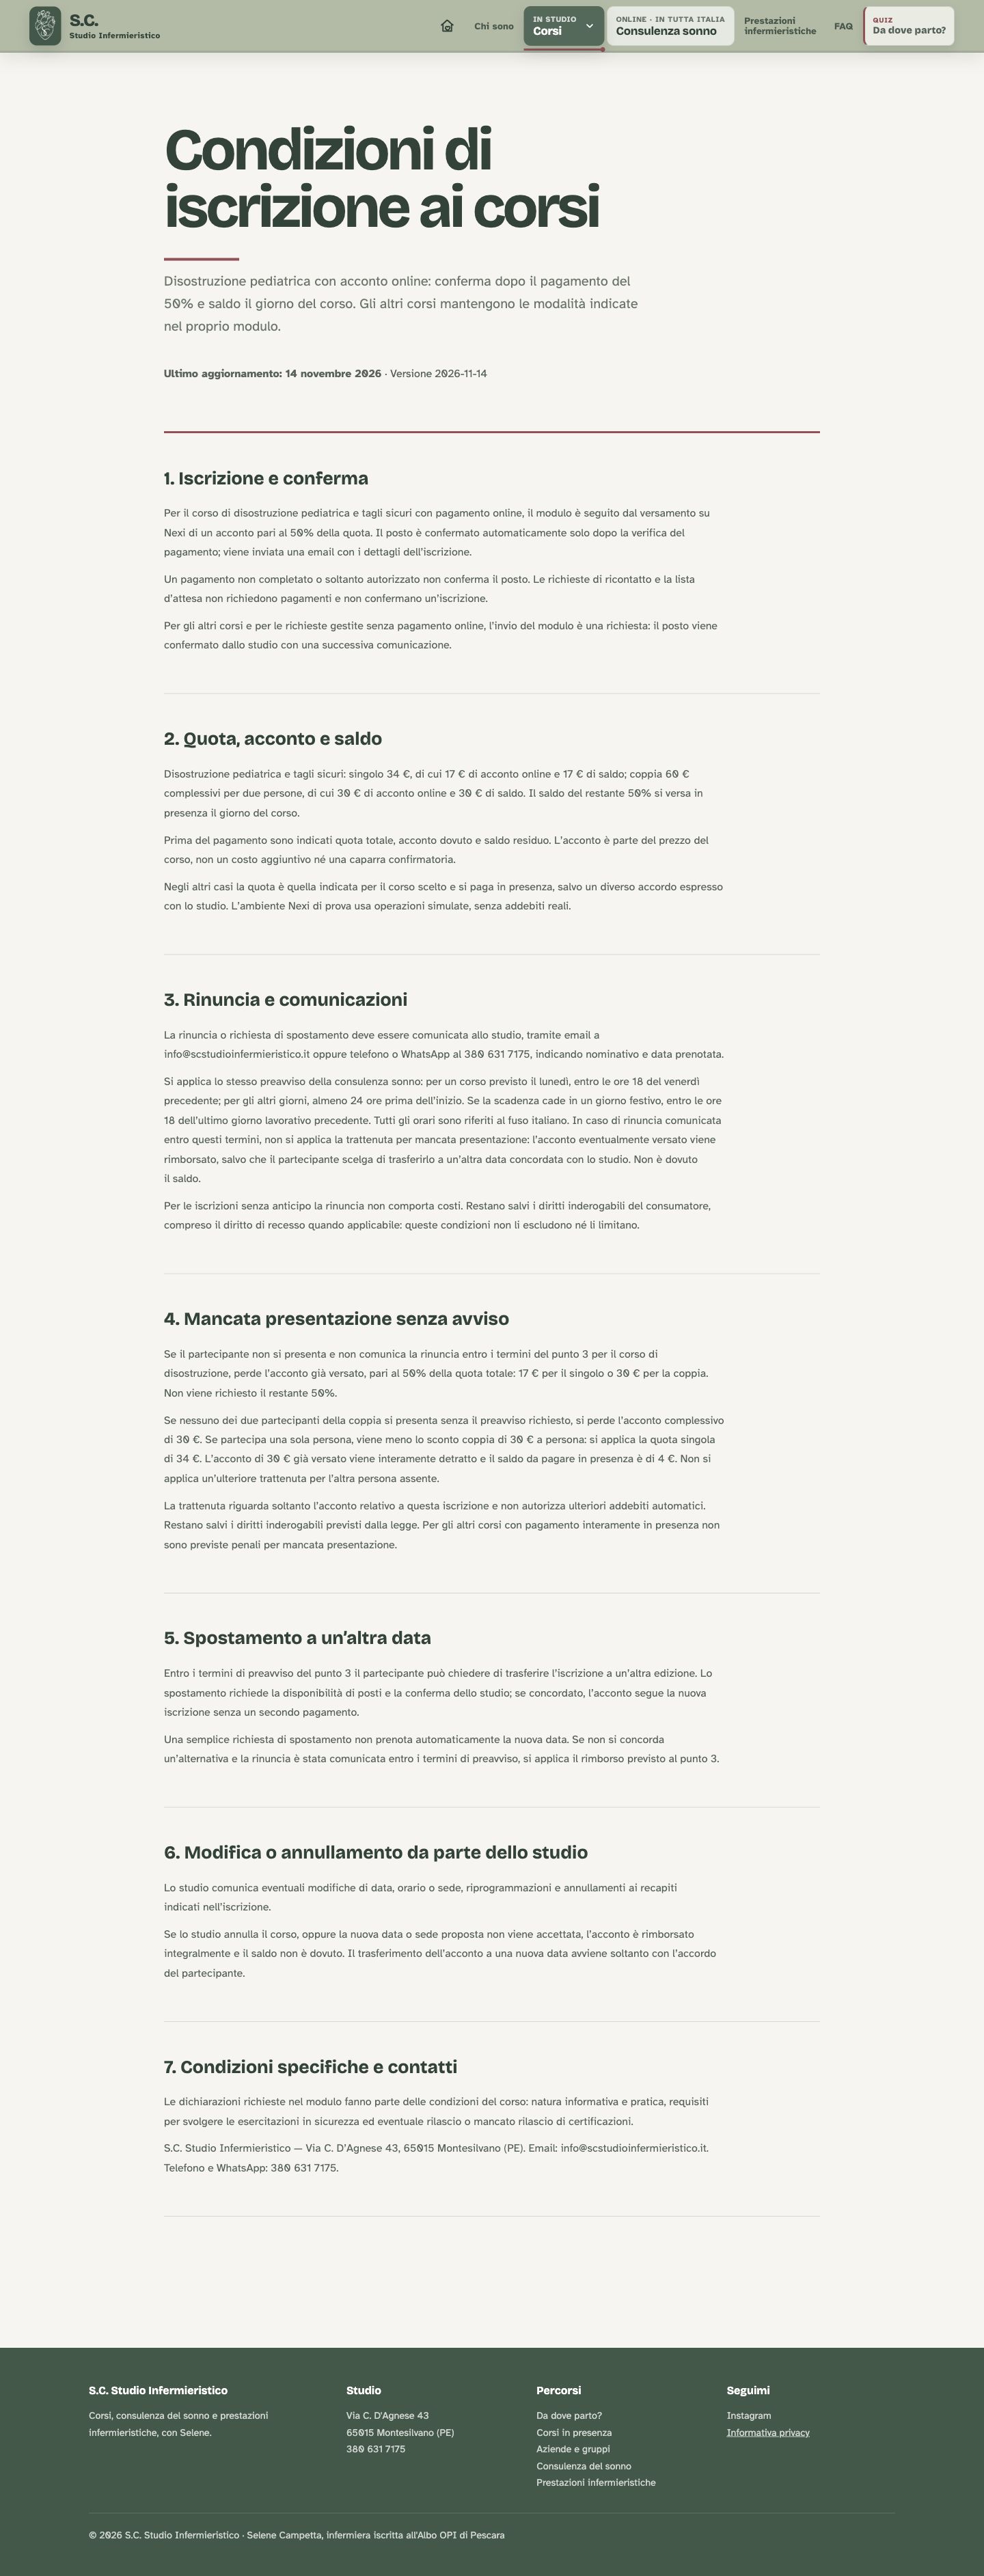 S.C.
Studio Infermieristico
Chi sono
IN STUDIO
Corsi
ONLINE · IN TUTTA ITALIA
Consulenza sonno
Prestazioni
infermieristiche
FAQ
QUIZ
Da dove parto?
Condizioni di
iscrizione ai corsi
Disostruzione pediatrica con acconto online: conferma dopo il pagamento del
50% e saldo il giorno del corso. Gli altri corsi mantengono le modalità indicate
nel proprio modulo.
Ultimo aggiornamento: 14 novembre 2026 · Versione 2026-11-14
1. Iscrizione e conferma
Per il corso di disostruzione pediatrica e tagli sicuri con pagamento online, il modulo è seguito dal versamento su
Nexi di un acconto pari al 50% della quota. Il posto è confermato automaticamente solo dopo la verifica del
pagamento; viene inviata una email con i dettagli dell’iscrizione.
Un pagamento non completato o soltanto autorizzato non conferma il posto. Le richieste di ricontatto e la lista
d’attesa non richiedono pagamenti e non confermano un’iscrizione.
Per gli altri corsi e per le richieste gestite senza pagamento online, l’invio del modulo è una richiesta: il posto viene
confermato dallo studio con una successiva comunicazione.
2. Quota, acconto e saldo
Disostruzione pediatrica e tagli sicuri: singolo 34 €, di cui 17 € di acconto online e 17 € di saldo; coppia 60 €
complessivi per due persone, di cui 30 € di acconto online e 30 € di saldo. Il saldo del restante 50% si versa in
presenza il giorno del corso.
Prima del pagamento sono indicati quota totale, acconto dovuto e saldo residuo. L’acconto è parte del prezzo del
corso, non un costo aggiuntivo né una caparra confirmatoria.
Negli altri casi la quota è quella indicata per il corso scelto e si paga in presenza, salvo un diverso accordo espresso
con lo studio. L’ambiente Nexi di prova usa operazioni simulate, senza addebiti reali.
3. Rinuncia e comunicazioni
La rinuncia o richiesta di spostamento deve essere comunicata allo studio, tramite email a
info@scstudioinfermieristico.it oppure telefono o WhatsApp al 380 631 7175, indicando nominativo e data prenotata.
Si applica lo stesso preavviso della consulenza sonno: per un corso previsto il lunedì, entro le ore 18 del venerdì
precedente; per gli altri giorni, almeno 24 ore prima dell’inizio. Se la scadenza cade in un giorno festivo, entro le ore
18 dell’ultimo giorno lavorativo precedente. Tutti gli orari sono riferiti al fuso italiano. In caso di rinuncia comunicata
entro questi termini, non si applica la trattenuta per mancata presentazione: l’acconto eventualmente versato viene
rimborsato, salvo che il partecipante scelga di trasferirlo a un’altra data concordata con lo studio. Non è dovuto
il saldo.
Per le iscrizioni senza anticipo la rinuncia non comporta costi. Restano salvi i diritti inderogabili del consumatore,
compreso il diritto di recesso quando applicabile: queste condizioni non li escludono né li limitano.
4. Mancata presentazione senza avviso
Se il partecipante non si presenta e non comunica la rinuncia entro i termini del punto 3 per il corso di
disostruzione, perde l’acconto già versato, pari al 50% della quota totale: 17 € per il singolo o 30 € per la coppia.
Non viene richiesto il restante 50%.
Se nessuno dei due partecipanti della coppia si presenta senza il preavviso richiesto, si perde l’acconto complessivo
di 30 €. Se partecipa una sola persona, viene meno lo sconto coppia di 30 € a persona: si applica la quota singola
di 34 €. L’acconto di 30 € già versato viene interamente detratto e il saldo da pagare in presenza è di 4 €. Non si
applica un’ulteriore trattenuta per l’altra persona assente.
La trattenuta riguarda soltanto l’acconto relativo a questa iscrizione e non autorizza ulteriori addebiti automatici.
Restano salvi i diritti inderogabili previsti dalla legge. Per gli altri corsi con pagamento interamente in presenza non
sono previste penali per mancata presentazione.
5. Spostamento a un’altra data
Entro i termini di preavviso del punto 3 il partecipante può chiedere di trasferire l’iscrizione a un’altra edizione. Lo
spostamento richiede la disponibilità di posti e la conferma dello studio; se concordato, l’acconto segue la nuova
iscrizione senza un secondo pagamento.
Una semplice richiesta di spostamento non prenota automaticamente la nuova data. Se non si concorda
un’alternativa e la rinuncia è stata comunicata entro i termini di preavviso, si applica il rimborso previsto al punto 3.
6. Modifica o annullamento da parte dello studio
Lo studio comunica eventuali modifiche di data, orario o sede, riprogrammazioni e annullamenti ai recapiti
indicati nell’iscrizione.
Se lo studio annulla il corso, oppure la nuova data o sede proposta non viene accettata, l’acconto è rimborsato
integralmente e il saldo non è dovuto. Il trasferimento dell’acconto a una nuova data avviene soltanto con l’accordo
del partecipante.
7. Condizioni specifiche e contatti
Le dichiarazioni richieste nel modulo fanno parte delle condizioni del corso: natura informativa e pratica, requisiti
per svolgere le esercitazioni in sicurezza ed eventuale rilascio o mancato rilascio di certificazioni.
S.C. Studio Infermieristico — Via C. D’Agnese 43, 65015 Montesilvano (PE). Email: info@scstudioinfermieristico.it.
Telefono e WhatsApp: 380 631 7175.
S.C. Studio Infermieristico
Corsi, consulenza del sonno e prestazioni
infermieristiche, con Selene.
Studio
Via C. D'Agnese 43
65015 Montesilvano (PE)
380 631 7175
Percorsi
Da dove parto?
Corsi in presenza
Aziende e gruppi
Consulenza del sonno
Prestazioni infermieristiche
Seguimi
Instagram
Informativa privacy
© 2026 S.C. Studio Infermieristico · Selene Campetta, infermiera iscritta all'Albo OPI di Pescara